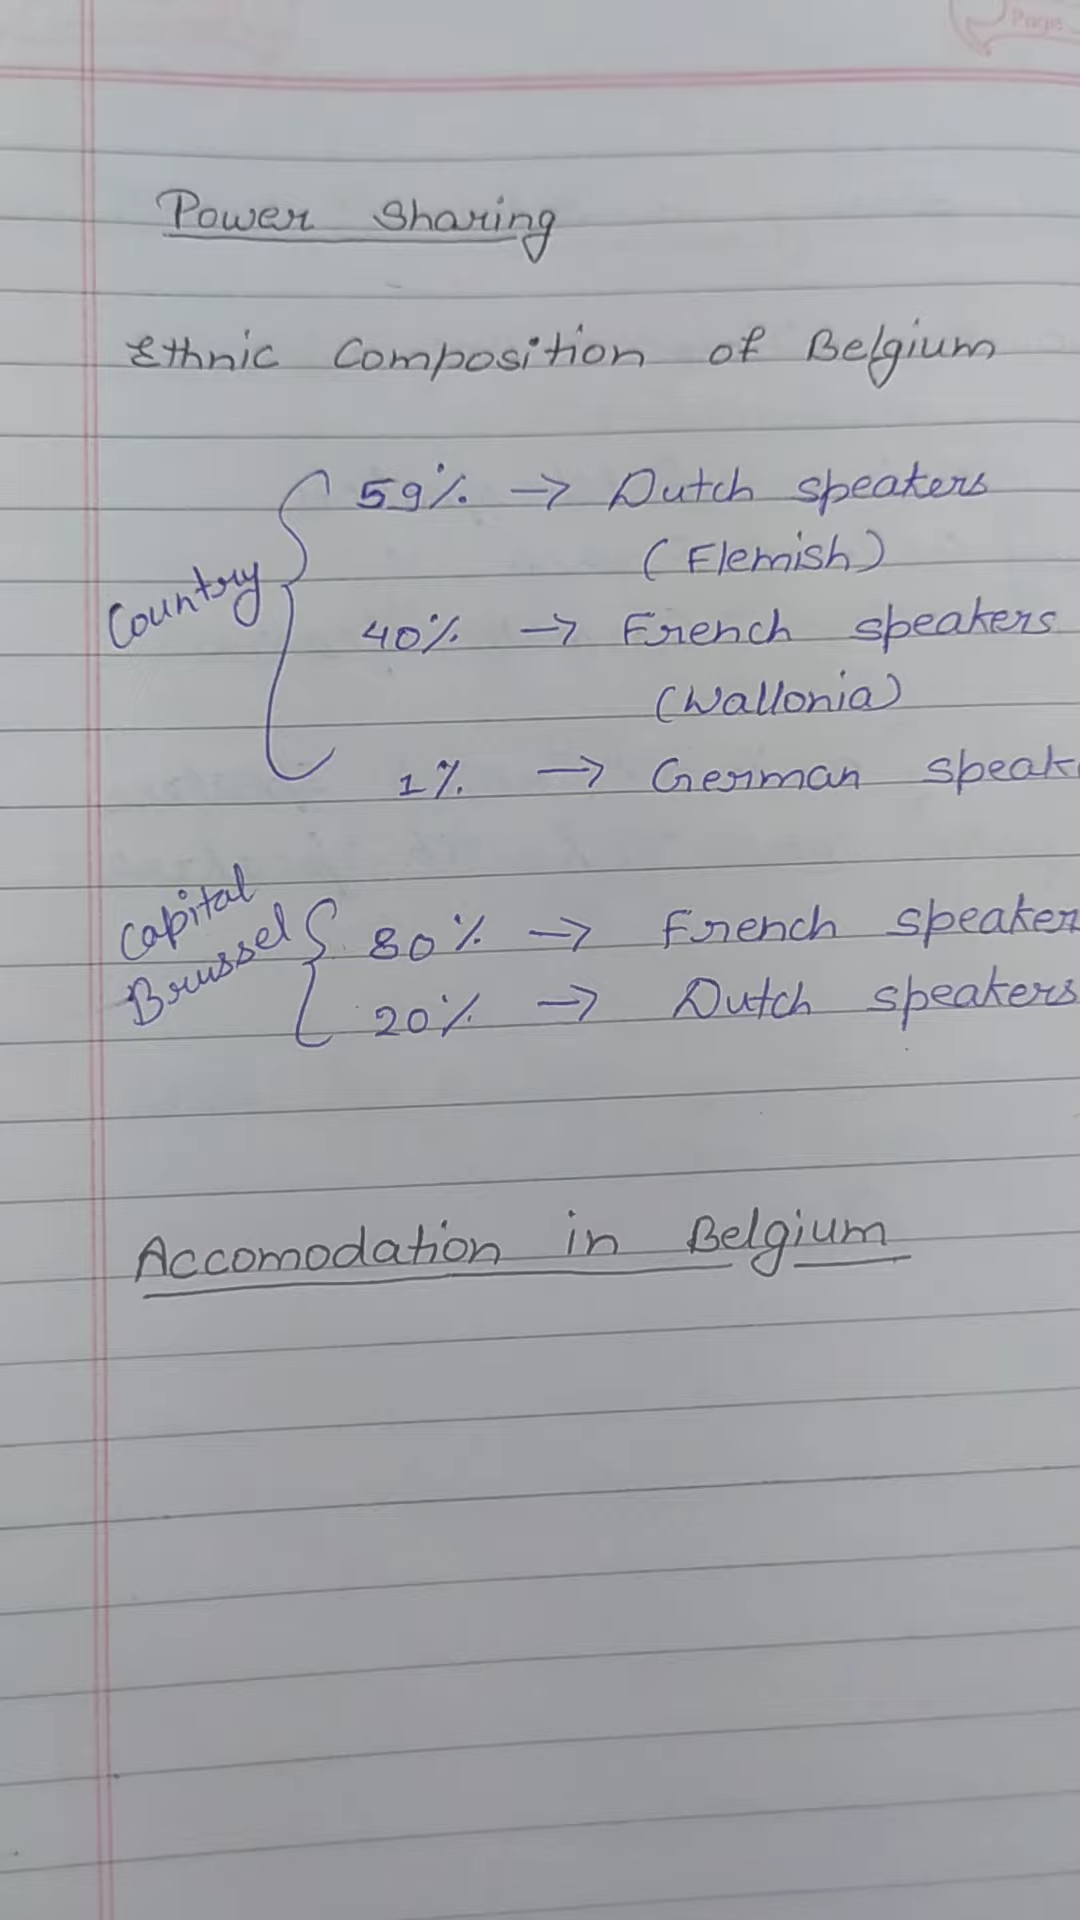 Page
Power Sharing
Ethnic Composition of Belgium
Country
59% → Dutch speakers
(Flemish)
40% → French speakers
(Wallonia)
1% → German speak
Capital
Brussel
80% → French speaker
20% → Dutch speakers
Accomodation in Belgium